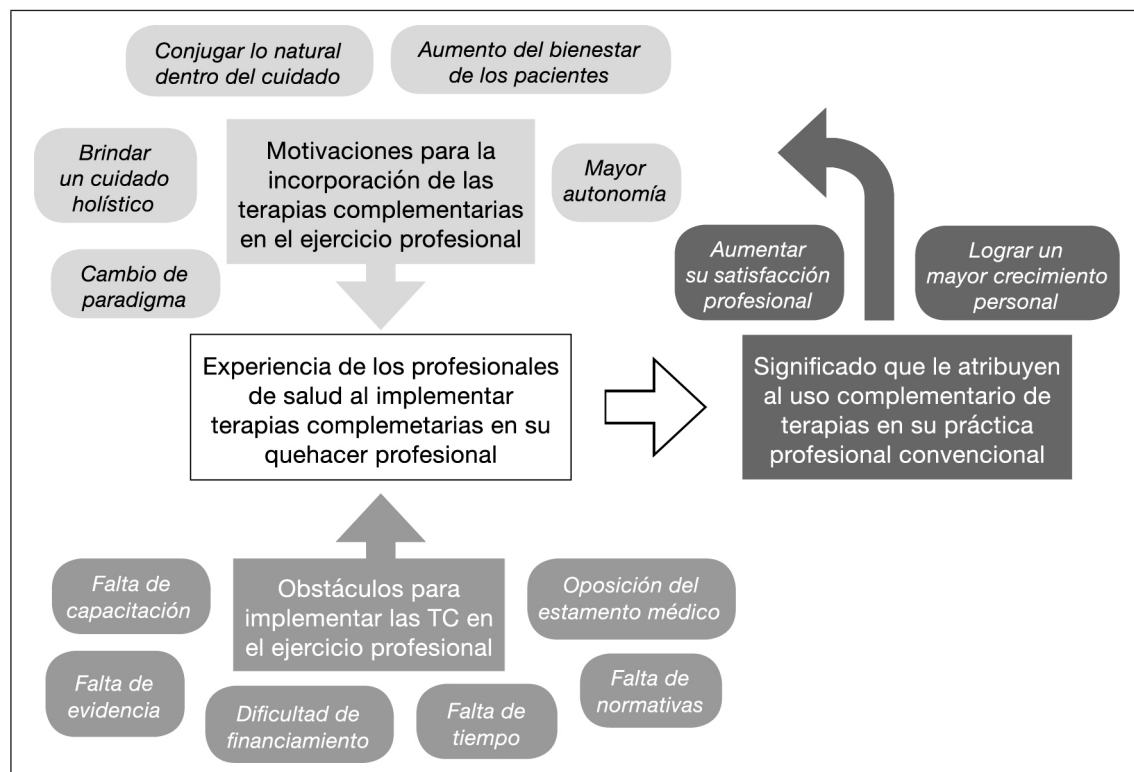 Conjugar lo natural
dentro del cuidado
Aumento del bienestar
de los pacientes
Brindar
un cuidado
holístico
Motivaciones para la
incorporación de las
terapias complementarias
en el ejercicio profesional
Mayor
autonomía
Cambio de
paradigma
Aumentar
su satisfacción
profesional
Lograr un
mayor crecimiento
personal
Experiencia de los profesionales
de salud al implementar
terapias complemetarias en su
quehacer profesional
Significado que le atribuyen
al uso complementario de
terapias en su práctica
profesional convencional
Falta de
capacitación
Obstáculos para
implementar las TC en
el ejercicio profesional
Oposición del
estamento médico
Falta de
evidencia
Dificultad de
financiamiento
Falta de
tiempo
Falta de
normativas